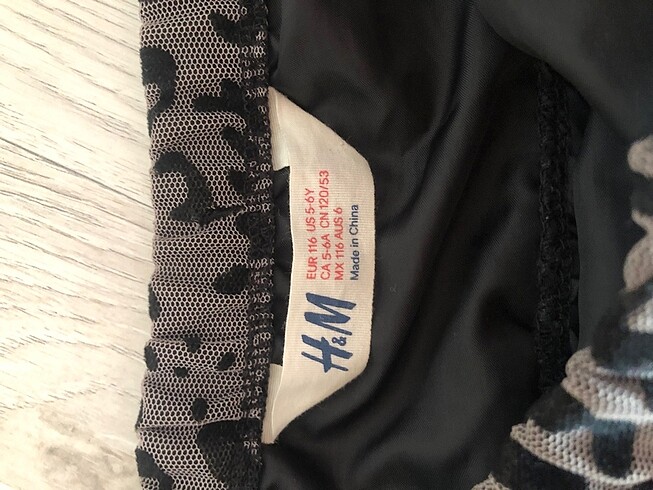 EUR 116 US 5-6Y
CA 5-6A CN 120/53
MX 116 AUS 6
Made in China
H&M